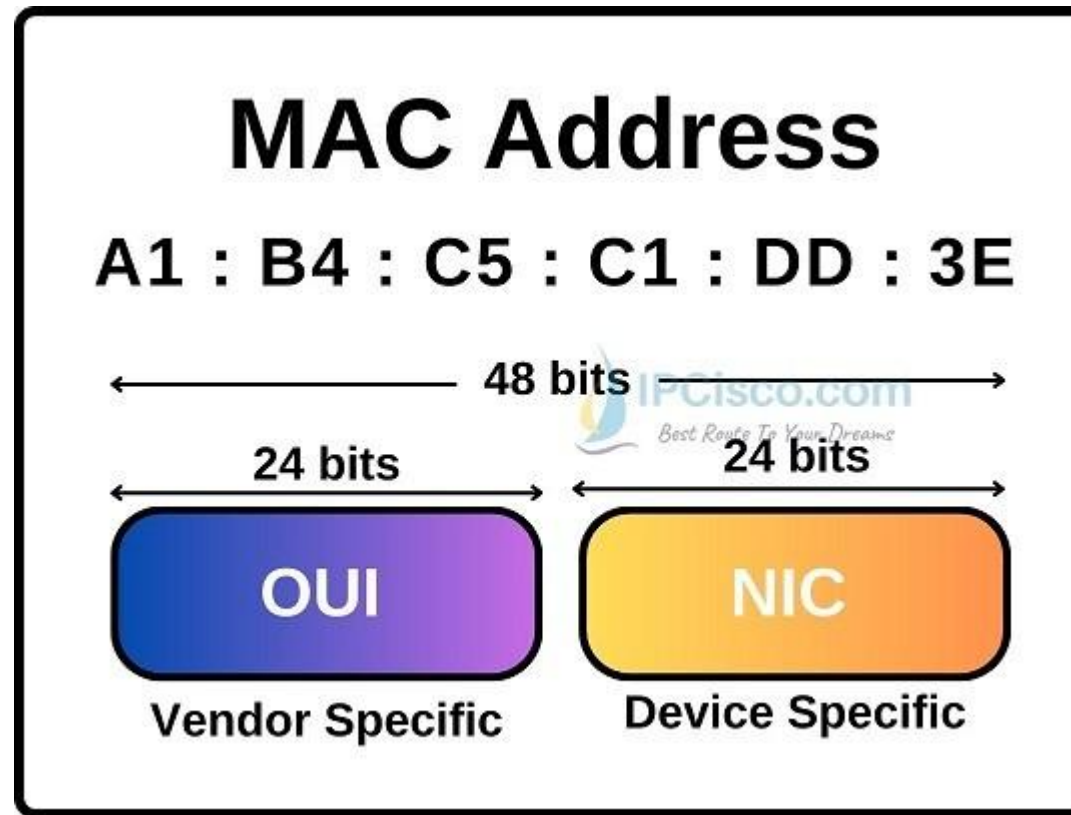 MAC Address
A1 : B4 : C5 : C1 : DD : 3E
48 bits
IPCisco.com
Best Route To Your Dreams
24 bits
24 bits
OUI
NIC
Vendor Specific
Device Specific